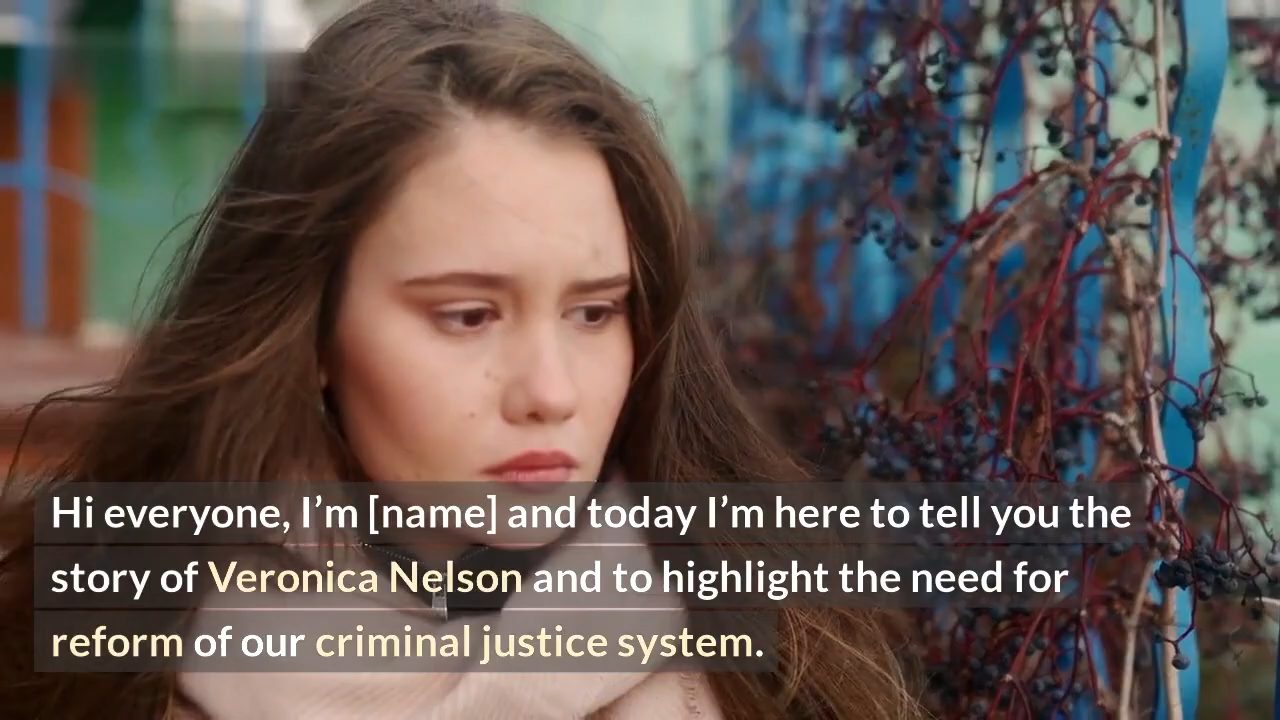 Hi everyone, I’m [name] and today I’m here to tell you the
story of Veronica Nelson and to highlight the need for
reform of our criminal justice system.